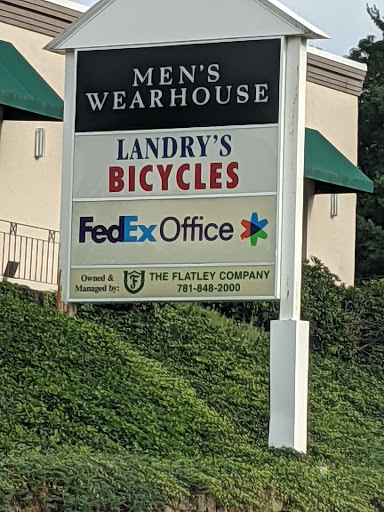 MEN'S
WEARHOUSE
LANDRY'S
BICYCLES
FedEx Office
Owned &
Managed by:
F
THE FLATLEY COMPANY
781-848-2000